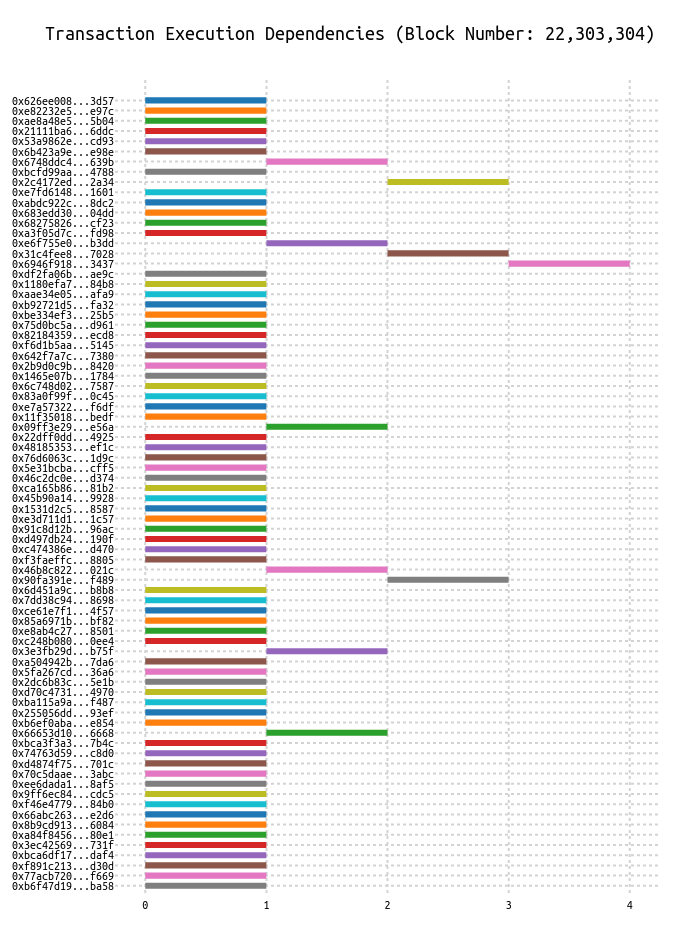 Transaction Execution Dependencies (Block Number: 22,303,304)
0x626ee008...3d57
0xe82232e5...e97c
0xae8a48e5...5b04
0x21111ba6...6ddc
0x53a9862e...cd93
0x6b423a9e...e98e
0x6748ddc4...639b
0xbcfd99aa...4788
0x2c4172ed...2a34
0xe7fd6148...1601
0xabdc922c...8dc2
0x683edd30...04dd
0x68275826...cf23
0xa3f05d7c...fd98
0xe6f755e0...b3dd
0x31c4fee8...7028
0x6946f918...3437
0xdf2fa06b...ae9c
0x1180efa7...84b8
0xaae34e05...afa9
0xb92721d5...fa32
0xbe334ef3...25b5
0x75d0bc5a...d961
0x82184359...ecd8
0xf6d1b5aa...5145
0x642f7a7c...7380
0x2b9d0c9b...8420
0x1465e07b...1784
0x6c748d02...7587
0x83a0f99f...0c45
0xe7a57322...f6df
0x11f35018...bedf
0x09ff3e29...e56a
0x22dff0dd...4925
0x48185353...ef1c
0x76d6063c...1d9c
0x5e31bcba...cff5
0x46c2dc0e...d374
0xca165b86...81b2
0x45b90a14...9928
0x1531d2c5...8587
0xe3d711d1...1c57
0x91c8d12b...96ac
0xd497db24...190f
0xc474386e...d470
0xf3faeffc...8805
0x46b8c822...021c
0x90fa391e...f489
0x6d451a9c...b8b8
0x7dd38c94...8698
0xce61e7f1...4f57
0x85a6971b...bf82
0xe8ab4c27...8501
0xc248b080...0ee4
0x3e3fb29d...b75f
0xa504942b...7da6
0x5fa267cd...36a6
0x2dc6b83c...5e1b
0xd70c4731...4970
0xba115a9a...f487
0x255056dd...93ef
0xb6ef0aba...e854
0x66653d10...6668
0xbca3f3a3...7b4c
0x74763d59...c8d0
0xd4874f75...701c
0x70c5daae...3abc
0xee6dada1...8af5
0x9ff6ec84...cdc5
0xf46e4779...84b0
0x66abc263...e2d6
0x8b9cd913...6084
0xa84f8456...80e1
0x3ec42569...731f
0xbca6df17...daf4
0xf891c213...d30d
0x77acb720...f669
0xb6f47d19...ba58
0 1 2 3 4